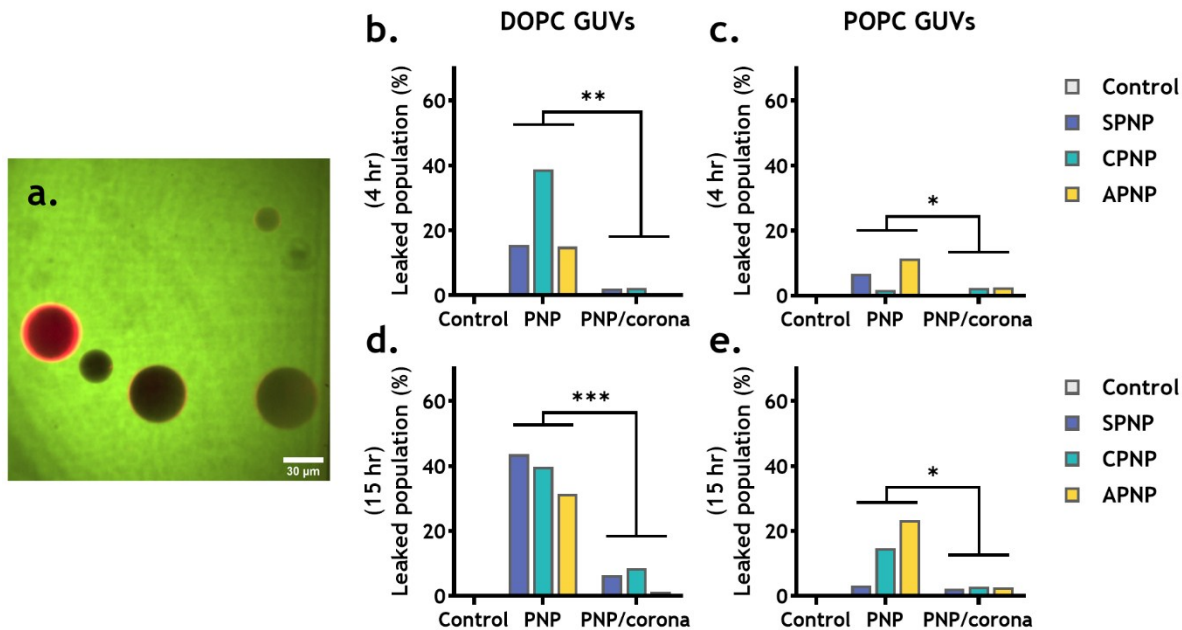 DOPC GUVs
POPC GUVs
a.
30 µm
b.
Leaked population (%)
(4 hr)
60
40
20
0
**
Control PNP PNP/corona
c.
Leaked population (%)
(4 hr)
60
40
20
0
*
Control PNP PNP/corona
Control
SPNP
CPNP
APNP
d.
Leaked population (%)
(15 hr)
60
40
20
0
***
Control PNP PNP/corona
e.
Leaked population (%)
(15 hr)
60
40
20
0
*
Control PNP PNP/corona
Control
SPNP
CPNP
APNP